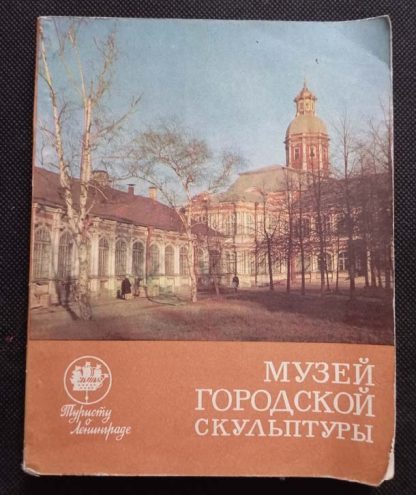 МУЗЕЙ
ГОРОДСКОЙ
СКУЛЬПТУРЫ
Туристу
о
Ленинграде